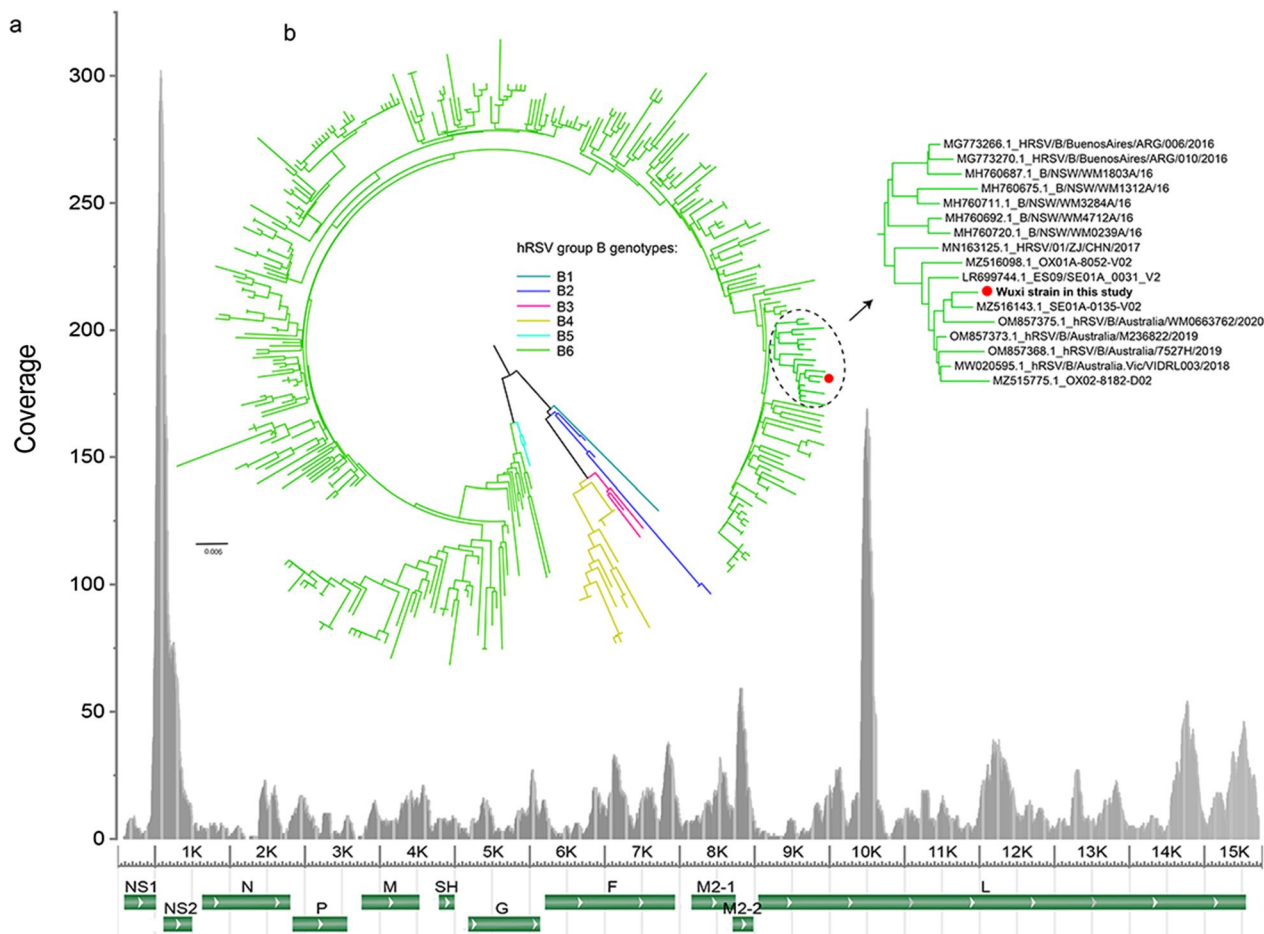 a
b
Coverage
300
250
200
150
100
50
0
hRSV group B genotypes:
B1
B2
B3
B4
B5
B6
0.006
MG773266.1_HRSV/B/BuenosAires/ARG/006/2016
MG773270.1_HRSV/B/BuenosAires/ARG/010/2016
MH760687.1_B/NSW/WM1803A/16
MH760675.1_B/NSW/WM1312A/16
MH760711.1_B/NSW/WM3284A/16
MH760692.1_B/NSW/WM4712A/16
MH760720.1_B/NSW/WM0239A/16
MN163125.1_HRSV/01/ZJ/CHN/2017
MZ516098.1_OX01A-8052-V02
LR699744.1_ES09/SE01A_0031_V2
Wuxi strain in this study
MZ516143.1_SE01A-0135-V02
OM857375.1_hRSV/B/Australia/WM0663762/2020
OM857373.1_hRSV/B/Australia/M236822/2019
OM857368.1_hRSV/B/Australia/7527H/2019
MW020595.1_hRSV/B/Australia.Vic/VIDRL003/2018
MZ515775.1_OX02-8182-D02
1K 2K 3K 4K 5K 6K 7K 8K 9K 10K 11K 12K 13K 14K 15K
NS1 N M SH F M2-1 L
NS2 P G M2-2